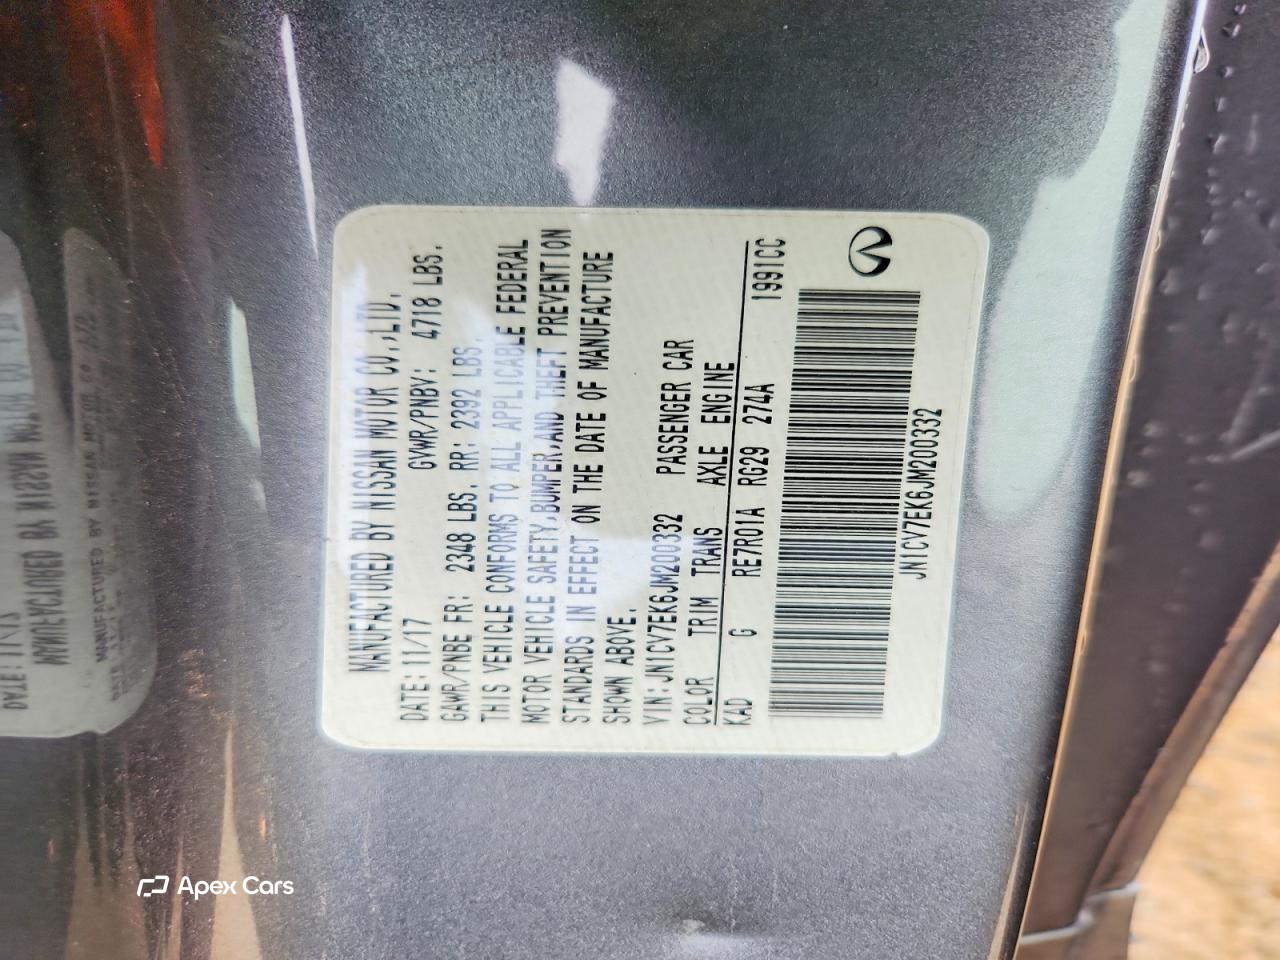 MANUFACTURED BY NISSAN MOTOR CO.,LTD.
DATE: 11/17 GVWR/PNBV: 4718 LBS.
GAWR/PNBE FR: 2348 LBS. RR: 2392 LBS.
THIS VEHICLE CONFORMS TO ALL APPLICABLE FEDERAL
MOTOR VEHICLE SAFETY,BUMPER,AND THEFT PREVENTION
STANDARDS IN EFFECT ON THE DATE OF MANUFACTURE
SHOWN ABOVE.
VIN: JN1CV7EK6JM200332 PASSENGER CAR
COLOR TRIM TRANS AXLE ENGINE
KAD G RE7R01A RG29 274A 1991CC
JN1CV7EK6JM200332
Apex Cars